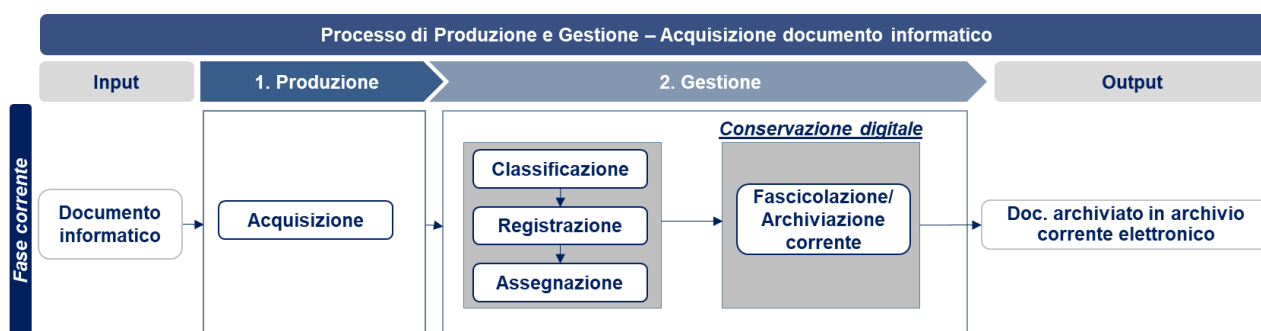 Processo di Produzione e Gestione – Acquisizione documento informatico
Input
1. Produzione
2. Gestione
Output
Fase corrente
Documento
informatico
Acquisizione
Classificazione
Registrazione
Assegnazione
Conservazione digitale
Fascicolazione/
Archiviazione
corrente
Doc. archiviato in archivio
corrente elettronico